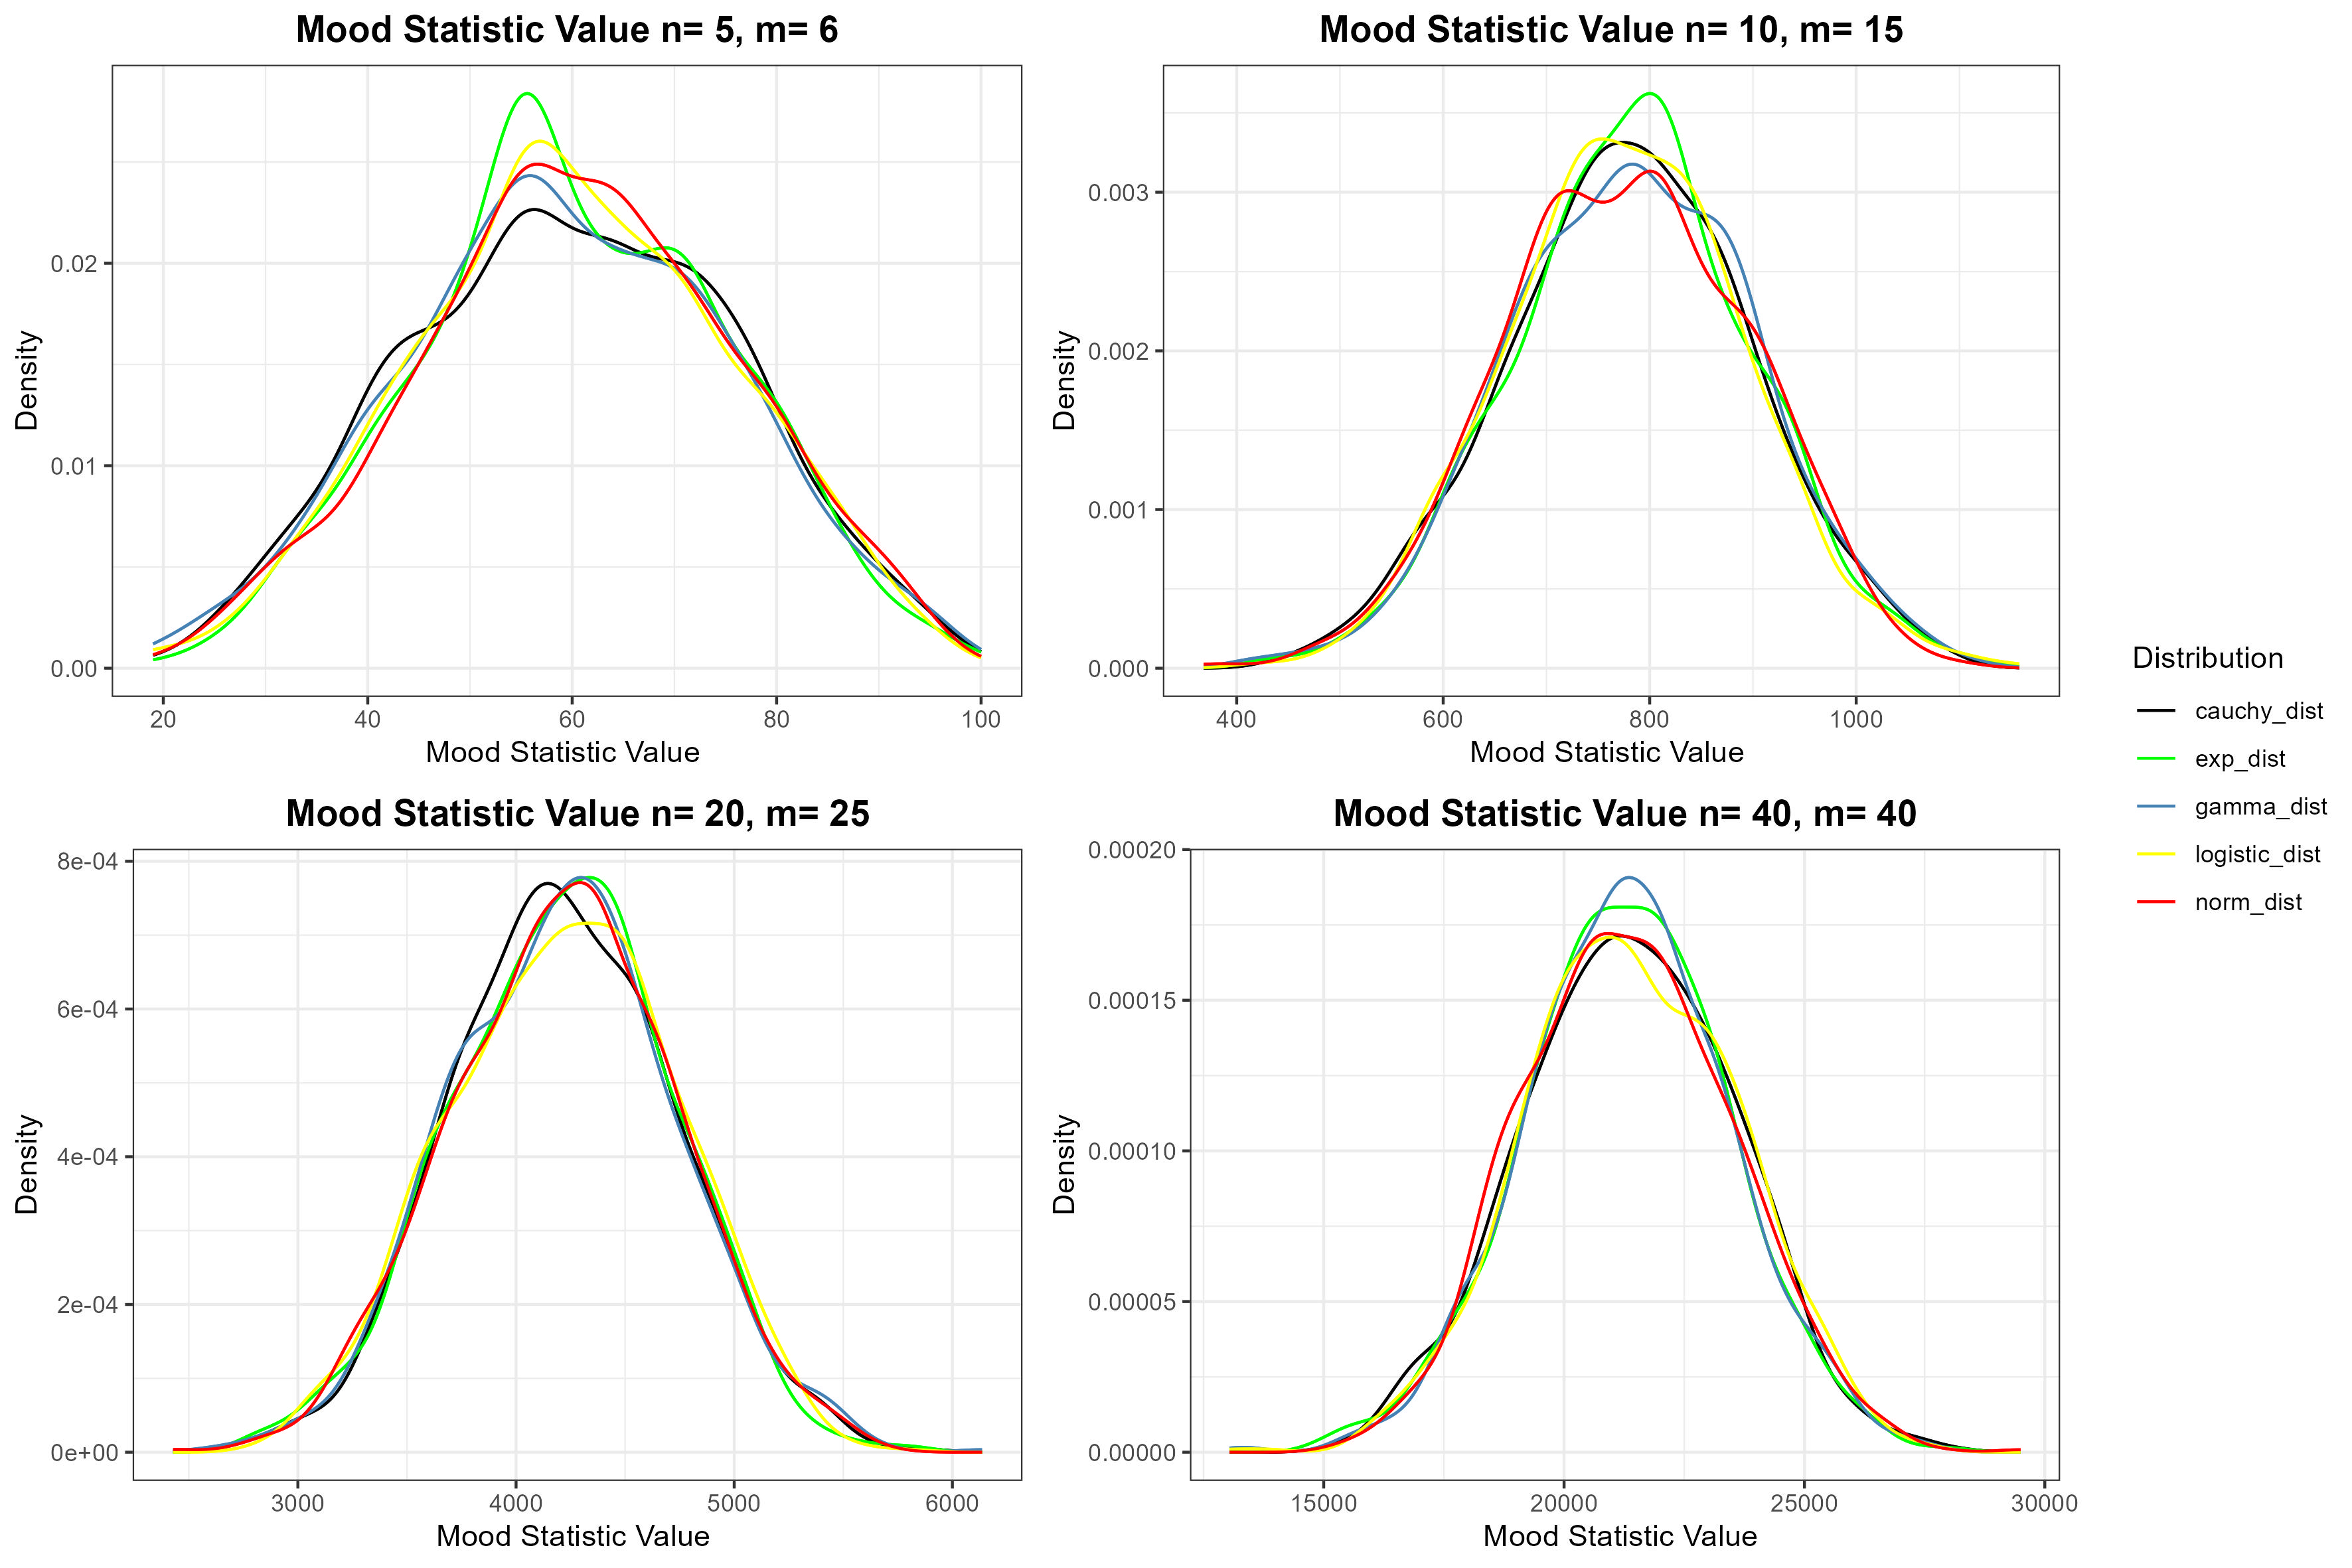 Mood Statistic Value n= 5, m= 6
Density
0.02
0.01
0.00
20 40 60 80 100
Mood Statistic Value
Mood Statistic Value n= 10, m= 15
Density
0.003
0.002
0.001
0.000
400 600 800 1000
Mood Statistic Value
Mood Statistic Value n= 20, m= 25
Density
8e-04
6e-04
4e-04
2e-04
0e+00
3000 4000 5000 6000
Mood Statistic Value
Mood Statistic Value n= 40, m= 40
Density
0.00020
0.00015
0.00010
0.00005
0.00000
15000 20000 25000 30000
Mood Statistic Value
Distribution
cauchy_dist
exp_dist
gamma_dist
logistic_dist
norm_dist